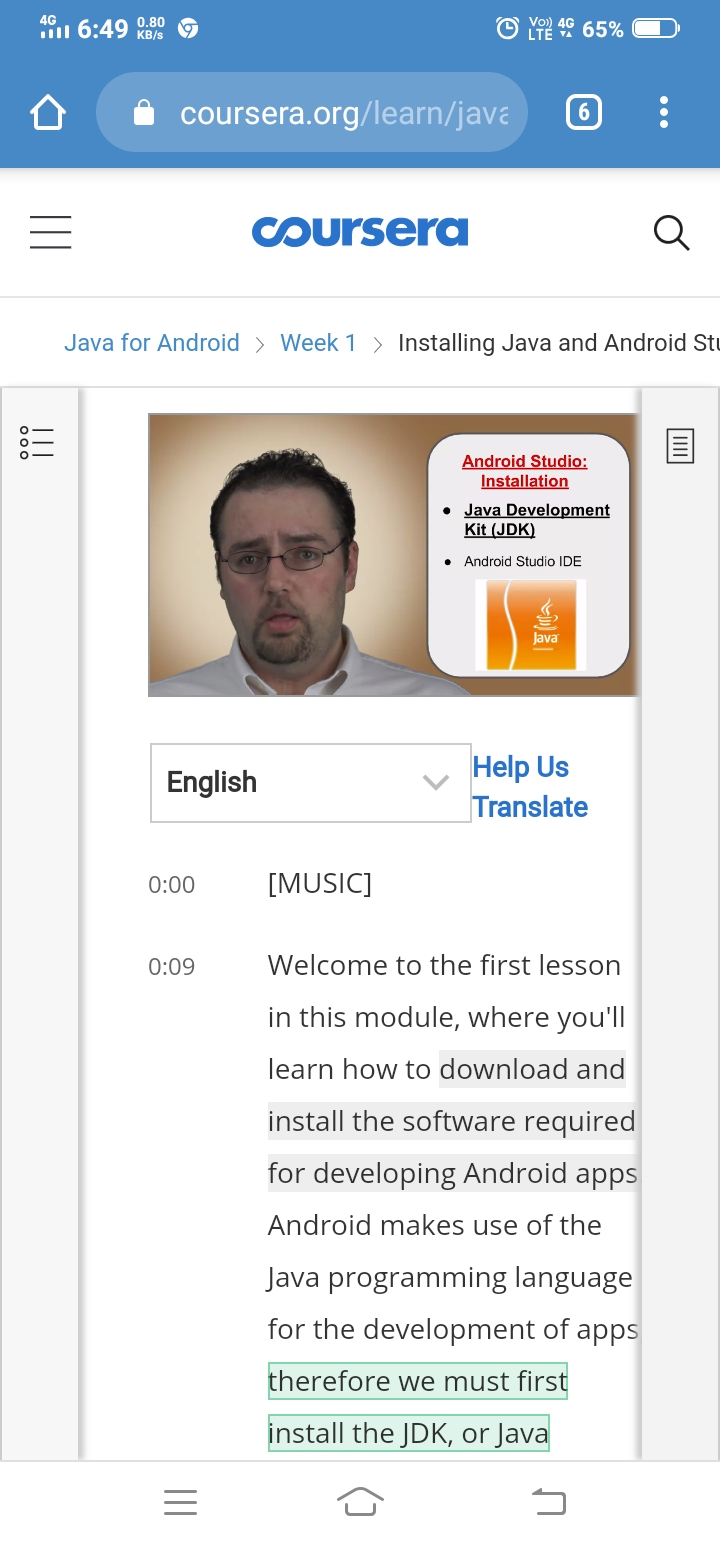 4G 6:49 0.80 KB/s Vo)) LTE 4G 65%
coursera.org/learn/java
6
coursera
Java for Android > Week 1 > Installing Java and Android Stu
Android Studio:
Installation
• Java Development
Kit (JDK)
• Android Studio IDE
Java
English
Help Us
Translate
0:00 [MUSIC]
0:09 Welcome to the first lesson
in this module, where you'll
learn how to download and
install the software required
for developing Android apps
Android makes use of the
Java programming language
for the development of apps
therefore we must first
install the JDK, or Java